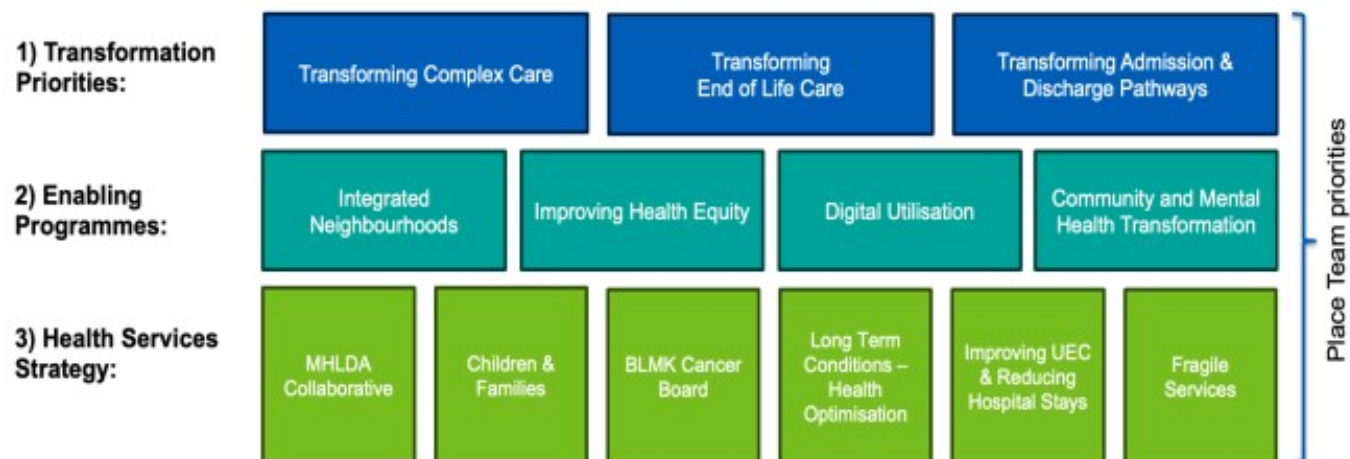 1) Transformation
Priorities:
Transforming Complex Care
Transforming
End of Life Care
Transforming Admission &
Discharge Pathways
2) Enabling
Programmes:
Integrated
Neighbourhoods
Improving Health Equity
Digital Utilisation
Community and Mental
Health Transformation
3) Health Services
Strategy:
MHLDA
Collaborative
Children &
Families
BLMK Cancer
Board
Long Term
Conditions –
Health
Optimisation
Improving UEC
& Reducing
Hospital Stays
Fragile
Services
Place Team priorities